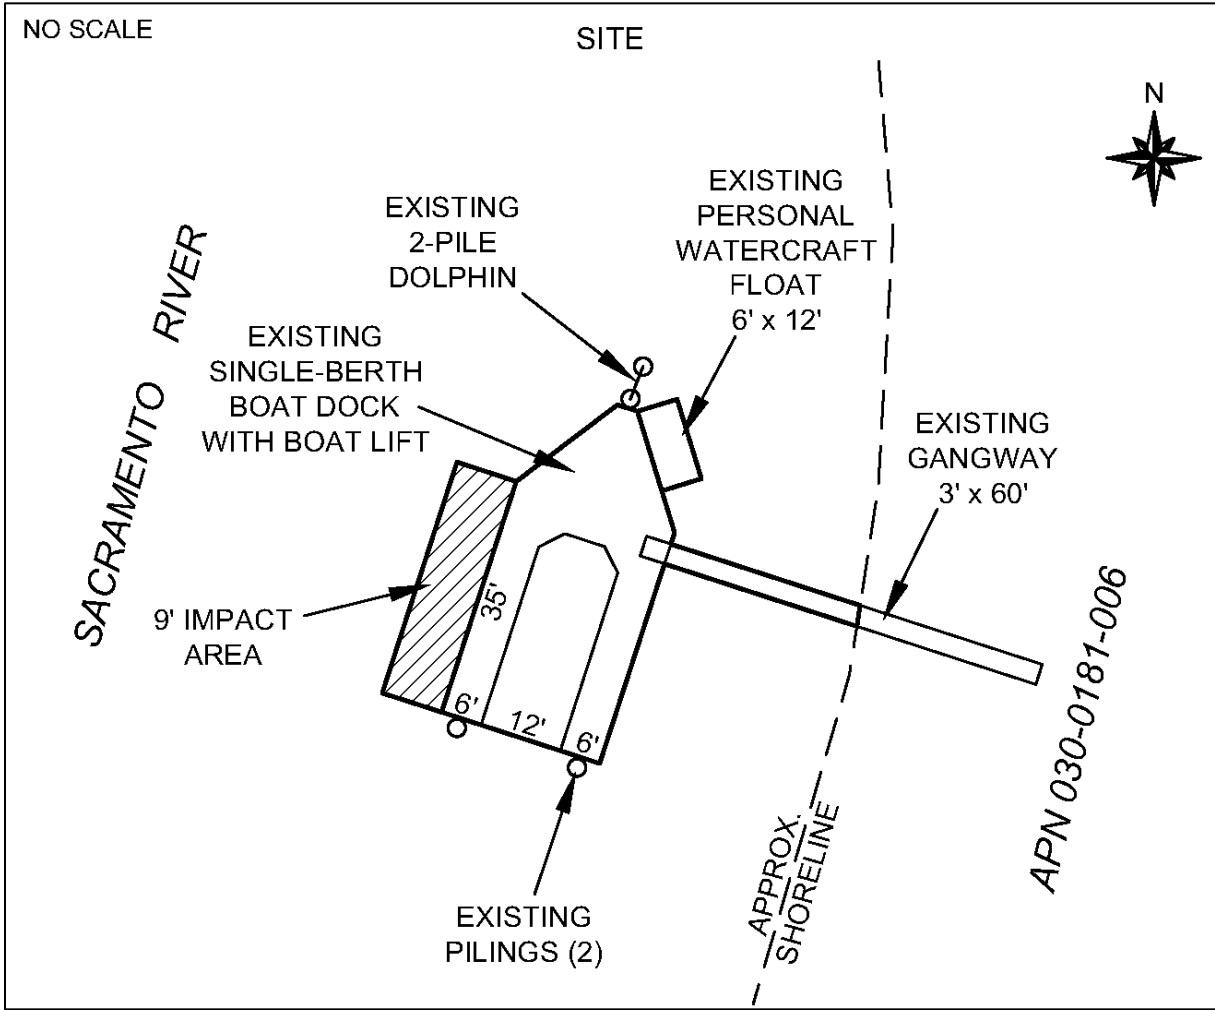 NO SCALE
SITE
N
EXISTING
PERSONAL
WATERCRAFT
FLOAT
6' x 12'
EXISTING
2-PILE
DOLPHIN
SACRAMENTO RIVER
EXISTING
SINGLE-BERTH
BOAT DOCK
WITH BOAT LIFT
EXISTING
GANGWAY
3' x 60'
9' IMPACT
AREA
35'
6'
12'
6'
APN 030-0181-006
APPROX.
SHORELINE
EXISTING
PILINGS (2)